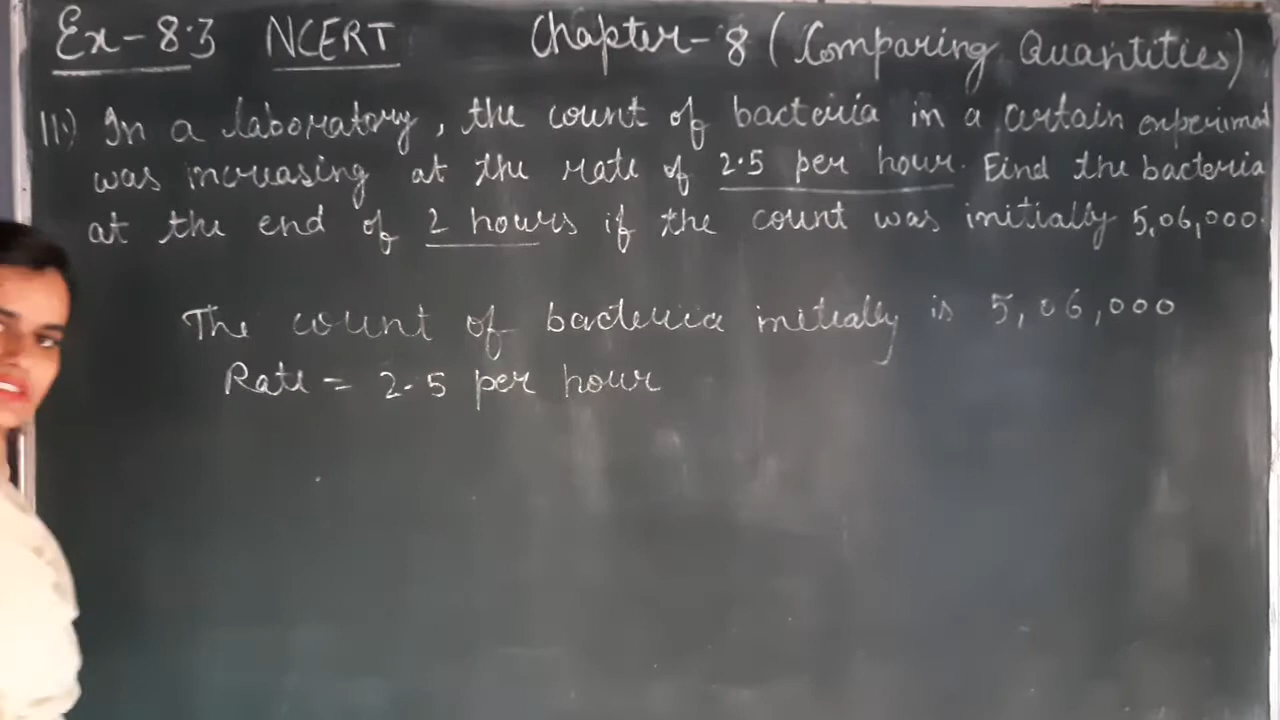 Ex-8.3 NCERT Chapter-8 (Comparing Quantities)
11.) In a laboratory, the count of bacteria in a certain experiment
was increasing at the rate of 2.5 per hour. Find the bacteria
at the end of 2 hours if the count was initially 5,06,000.
The count of bacteria initially is 5,06,000
Rate = 2.5 per hour